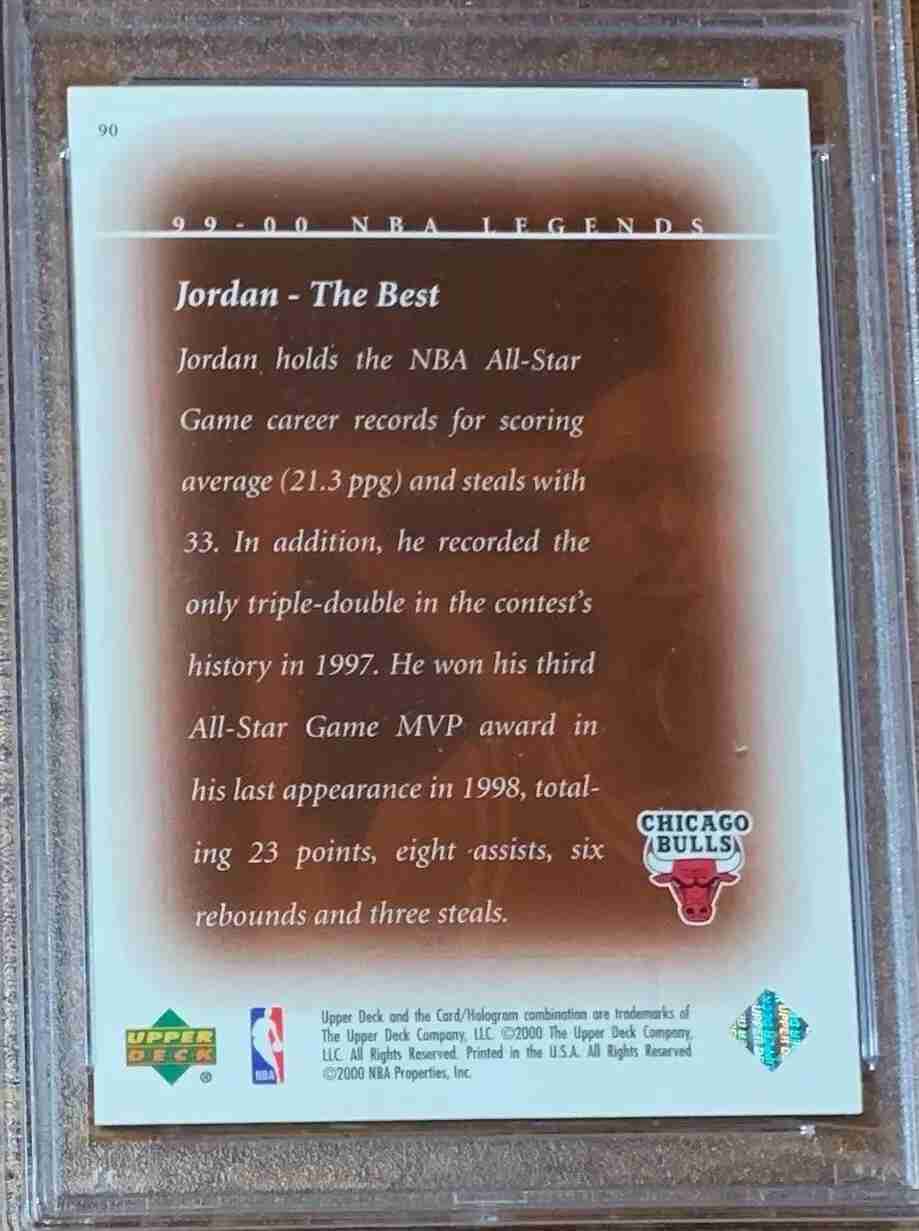 90
99-00 NBA LEGENDS
Jordan - The Best
Jordan holds the NBA All-Star
Game career records for scoring
average (21.3 ppg) and steals with
33. In addition, he recorded the
only triple-double in the contest's
history in 1997. He won his third
All-Star Game MVP award in
his last appearance in 1998, total-
ing 23 points, eight assists, six
rebounds and three steals.
CHICAGO
BULLS
UPPER
DECK
®
NBA
Upper Deck and the Card/Hologram combination are trademarks of
The Upper Deck Company, LLC. ©2000 The Upper Deck Company,
LLC. All Rights Reserved. Printed in the U.S.A. All Rights Reserved
©2000 NBA Properties, Inc.